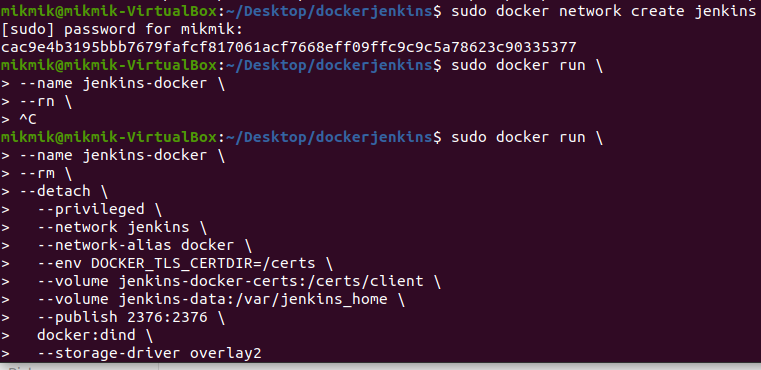 mikmik@mikmik-VirtualBox:~/Desktop/dockerjenkins$ sudo docker network create jenkins
[sudo] password for mikmik:
cac9e4b3195bbb7679fafcf817061acf7668eff09ffc9c9c5a78623c90335377
mikmik@mikmik-VirtualBox:~/Desktop/dockerjenkins$ sudo docker run \
> --name jenkins-docker \
> --rn \
> ^C
mikmik@mikmik-VirtualBox:~/Desktop/dockerjenkins$ sudo docker run \
> --name jenkins-docker \
> --rm \
> --detach \
>   --privileged \
>   --network jenkins \
>   --network-alias docker \
>   --env DOCKER_TLS_CERTDIR=/certs \
>   --volume jenkins-docker-certs:/certs/client \
>   --volume jenkins-data:/var/jenkins_home \
>   --publish 2376:2376 \
>   docker:dind \
>   --storage-driver overlay2